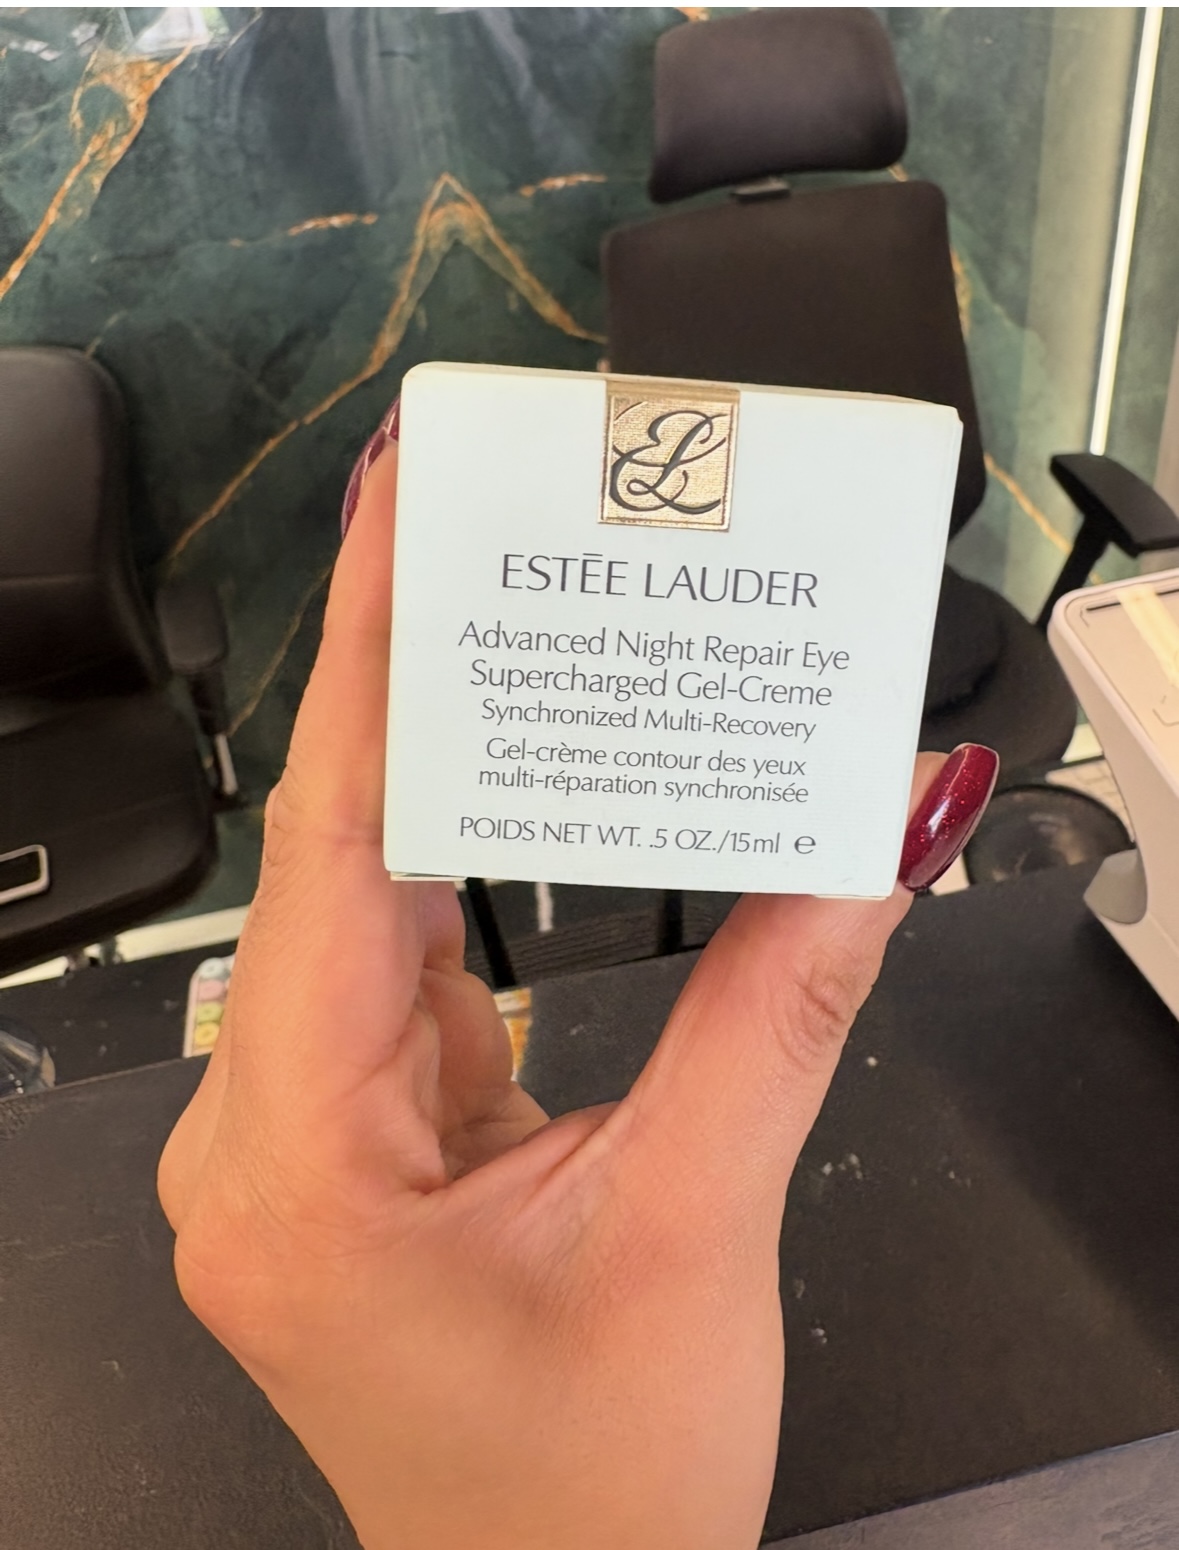 EL
ESTĒE LAUDER
Advanced Night Repair Eye
Supercharged Gel-Creme
Synchronized Multi-Recovery
Gel-crème contour des yeux
multi-réparation synchronisée
POIDS NET WT. .5 OZ./15ml ℮